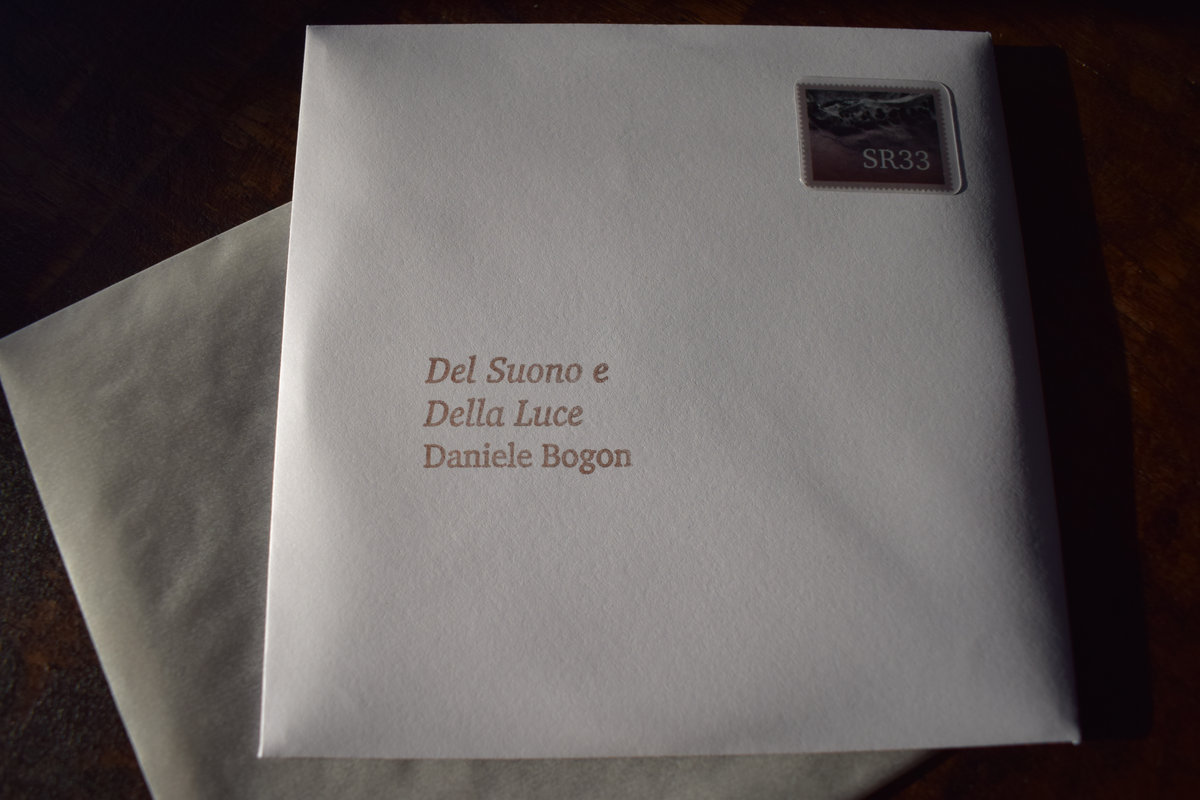 SR33
Del Suono e
Della Luce
Daniele Bogon